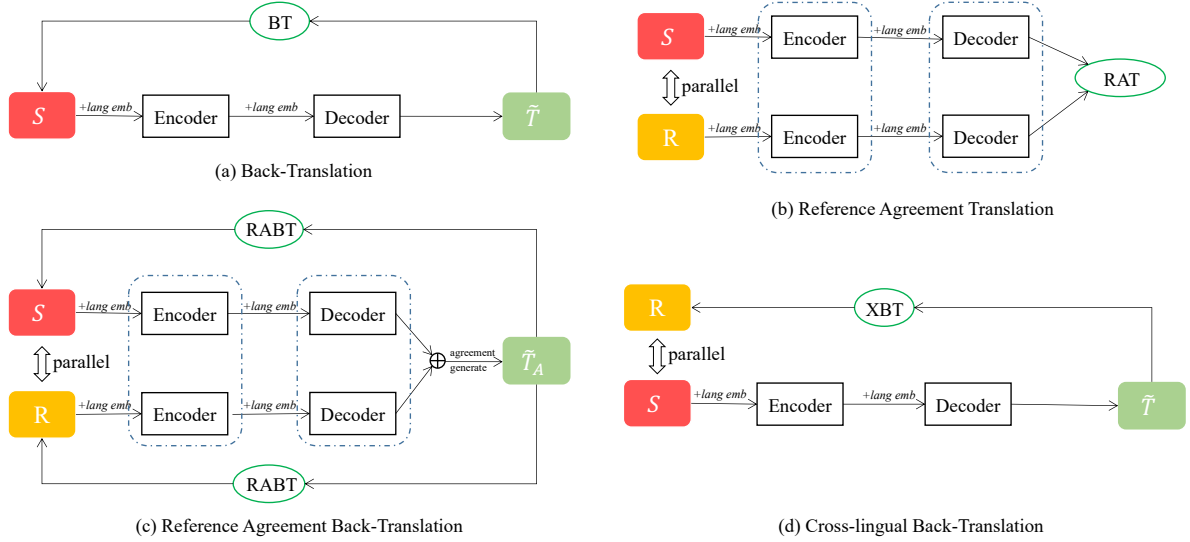 BT
S
+lang emb
Encoder
+lang emb
Decoder
T̃
(a) Back-Translation
S
+lang emb
Encoder
+lang emb
Decoder
parallel
RAT
R
+lang emb
Encoder
+lang emb
Decoder
(b) Reference Agreement Translation
RABT
S
+lang emb
Encoder
+lang emb
Decoder
parallel
⊕
agreement
generate
T̃_A
R
+lang emb
Encoder
+lang emb
Decoder
RABT
(c) Reference Agreement Back-Translation
R
XBT
parallel
S
+lang emb
Encoder
+lang emb
Decoder
T̃
(d) Cross-lingual Back-Translation